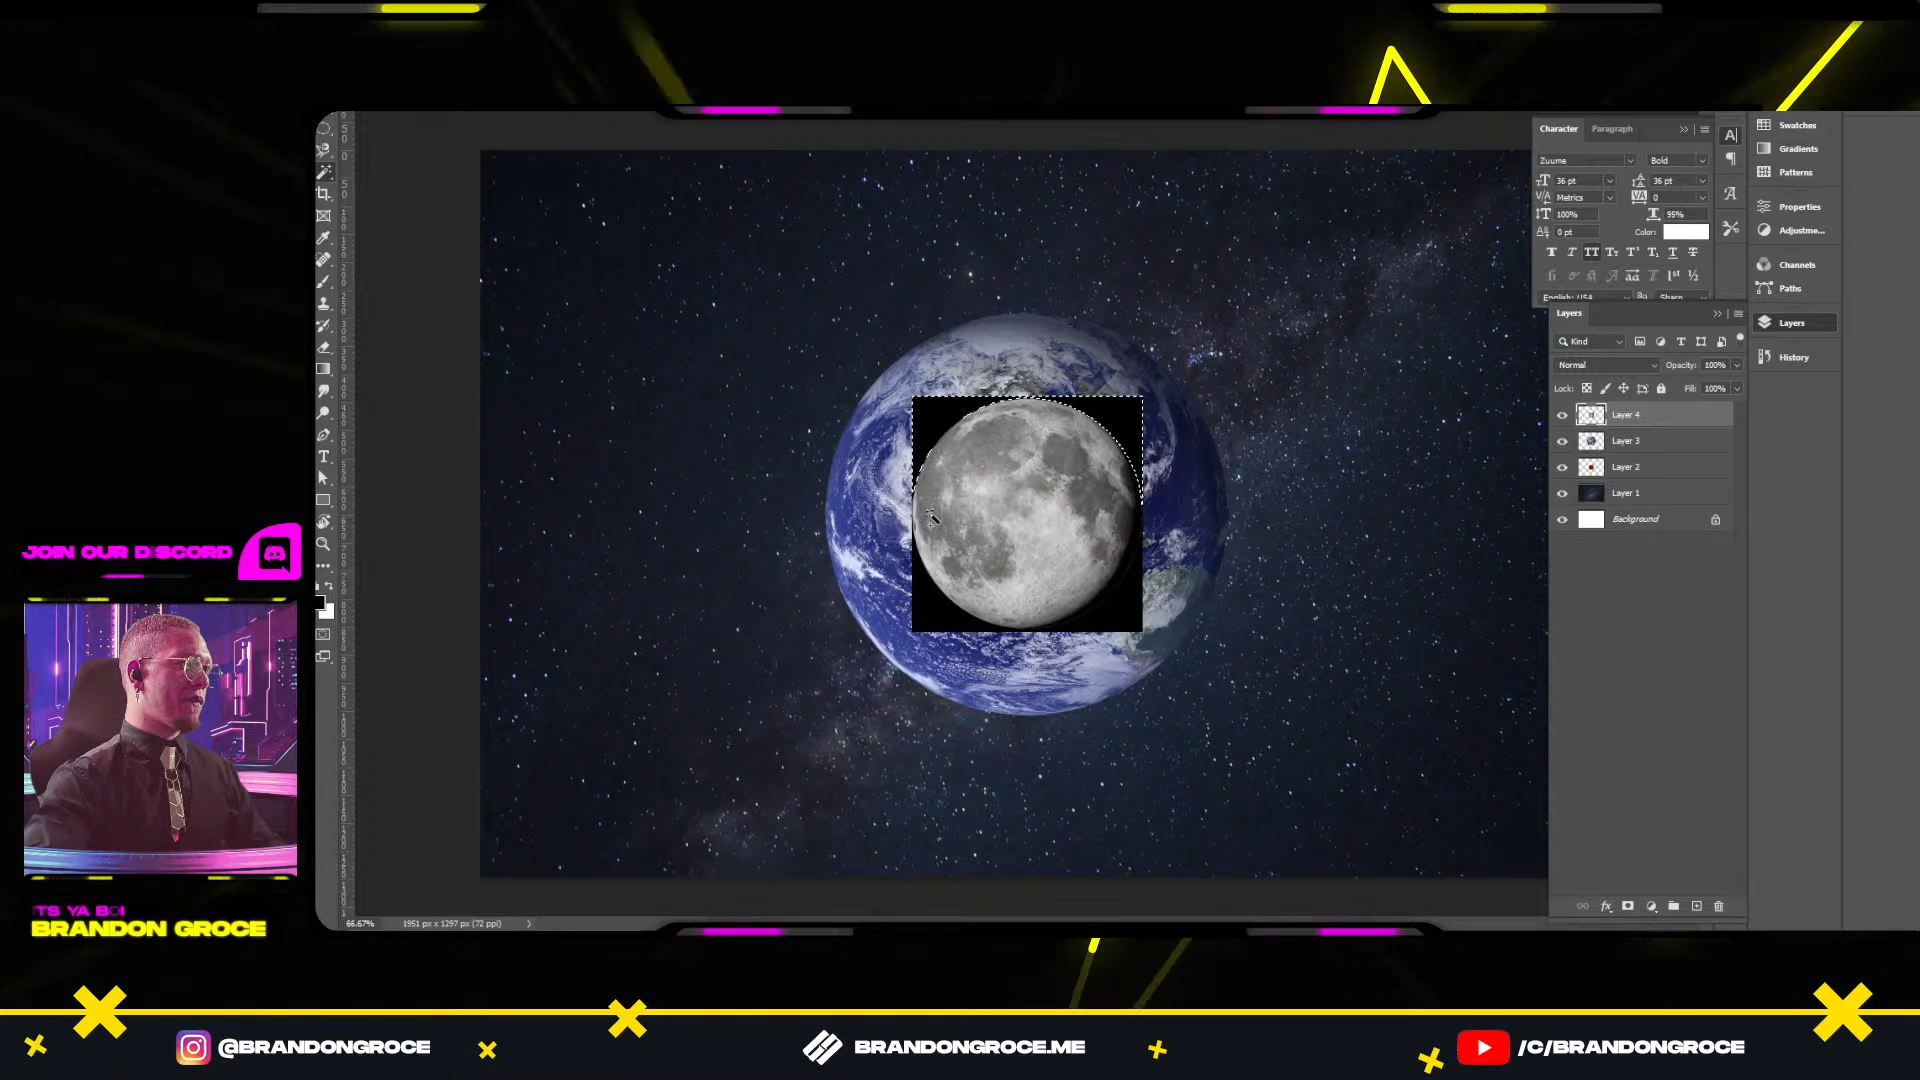 Character Paragraph
Zuume Bold
36 pt 36 pt
Metrics 0
100% 95%
0 pt Color:
English: USA Sharp
Swatches
Gradients
Patterns
Properties
Adjustme...
Channels
Paths
Layers
History
Layers
Kind
Normal Opacity: 100%
Lock: Fill: 100%
Layer 4
Layer 3
Layer 2
Layer 1
Background
66.67% 1951 px x 1297 px (72 ppi)
JOIN OUR DISCORD
ITS YA BOI
BRANDON GROCE
@BRANDONGROCE
BRANDONGROCE.ME
/C/BRANDONGROCE